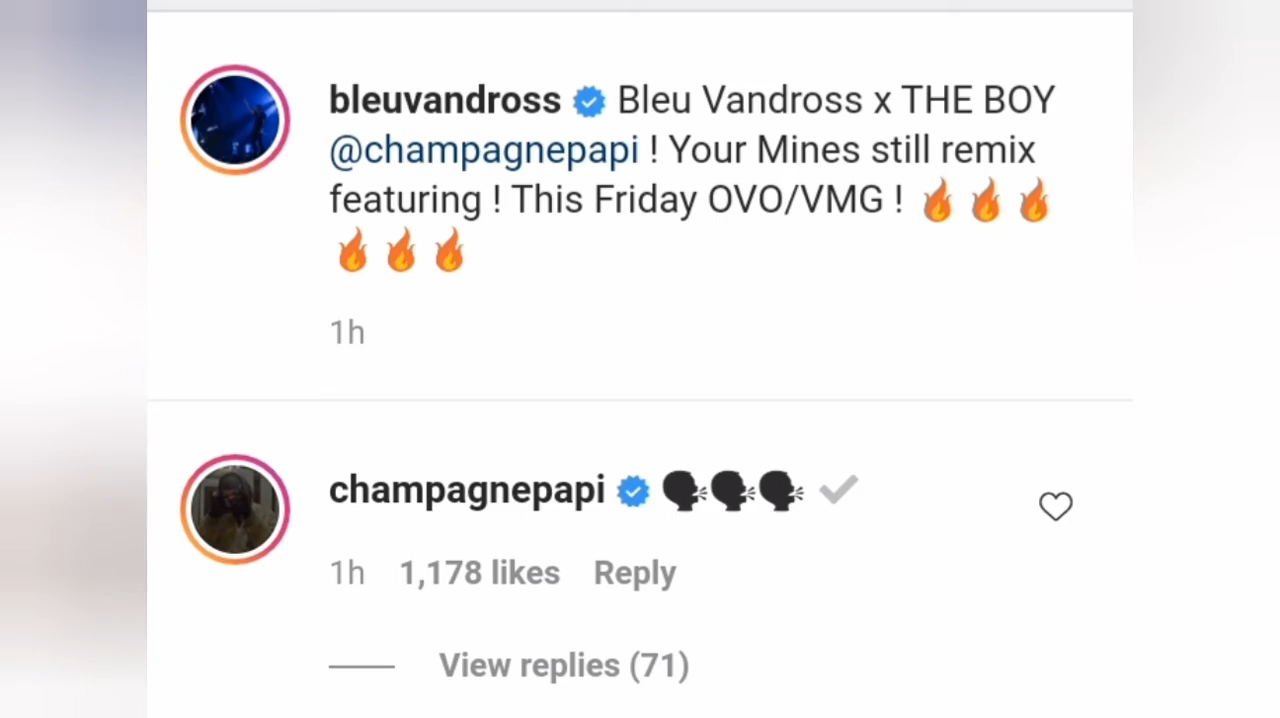 bleuvandross Bleu Vandross x THE BOY
@champagnepapi ! Your Mines still remix
featuring ! This Friday OVO/VMG ! 🔥🔥🔥
🔥🔥🔥
1h
champagnepapi 🗣🗣🗣 ✔
1h 1,178 likes Reply
View replies (71)